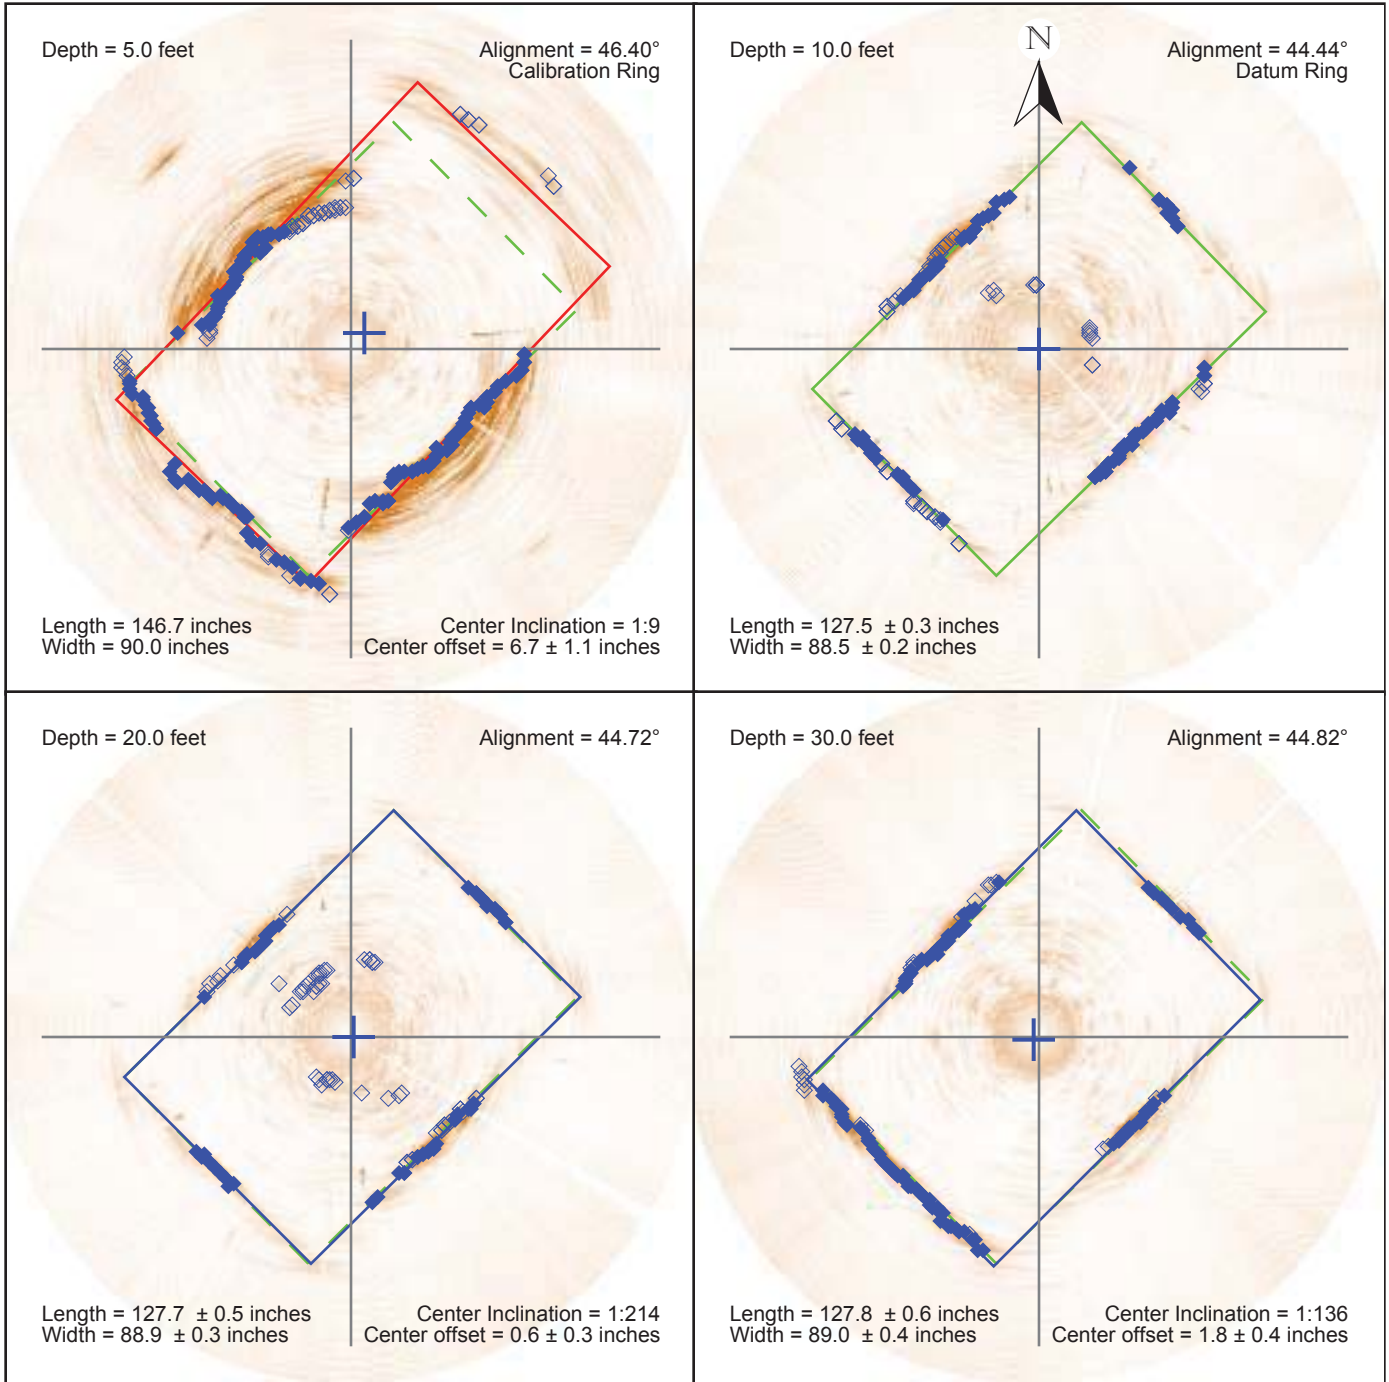 Depth = 5.0 feet
Alignment = 46.40°
Calibration Ring
Length = 146.7 inches
Width = 90.0 inches
Center Inclination = 1:9
Center offset = 6.7 ± 1.1 inches
N
Depth = 10.0 feet
Alignment = 44.44°
Datum Ring
Length = 127.5 ± 0.3 inches
Width = 88.5 ± 0.2 inches
Depth = 20.0 feet
Alignment = 44.72°
Length = 127.7 ± 0.5 inches
Width = 88.9 ± 0.3 inches
Center Inclination = 1:214
Center offset = 0.6 ± 0.3 inches
Depth = 30.0 feet
Alignment = 44.82°
Length = 127.8 ± 0.6 inches
Width = 89.0 ± 0.4 inches
Center Inclination = 1:136
Center offset = 1.8 ± 0.4 inches